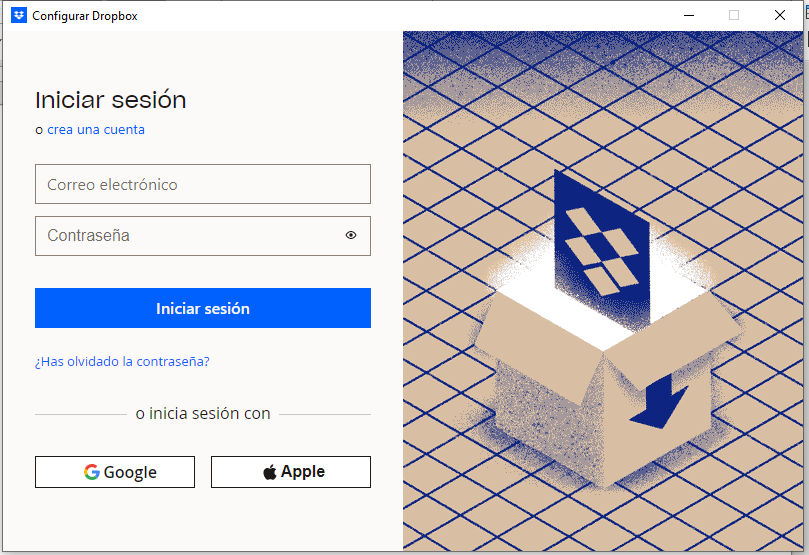 Configurar Dropbox
Iniciar sesión
o crea una cuenta
Correo electrónico
Contraseña
Iniciar sesión
¿Has olvidado la contraseña?
o inicia sesión con
Google
Apple